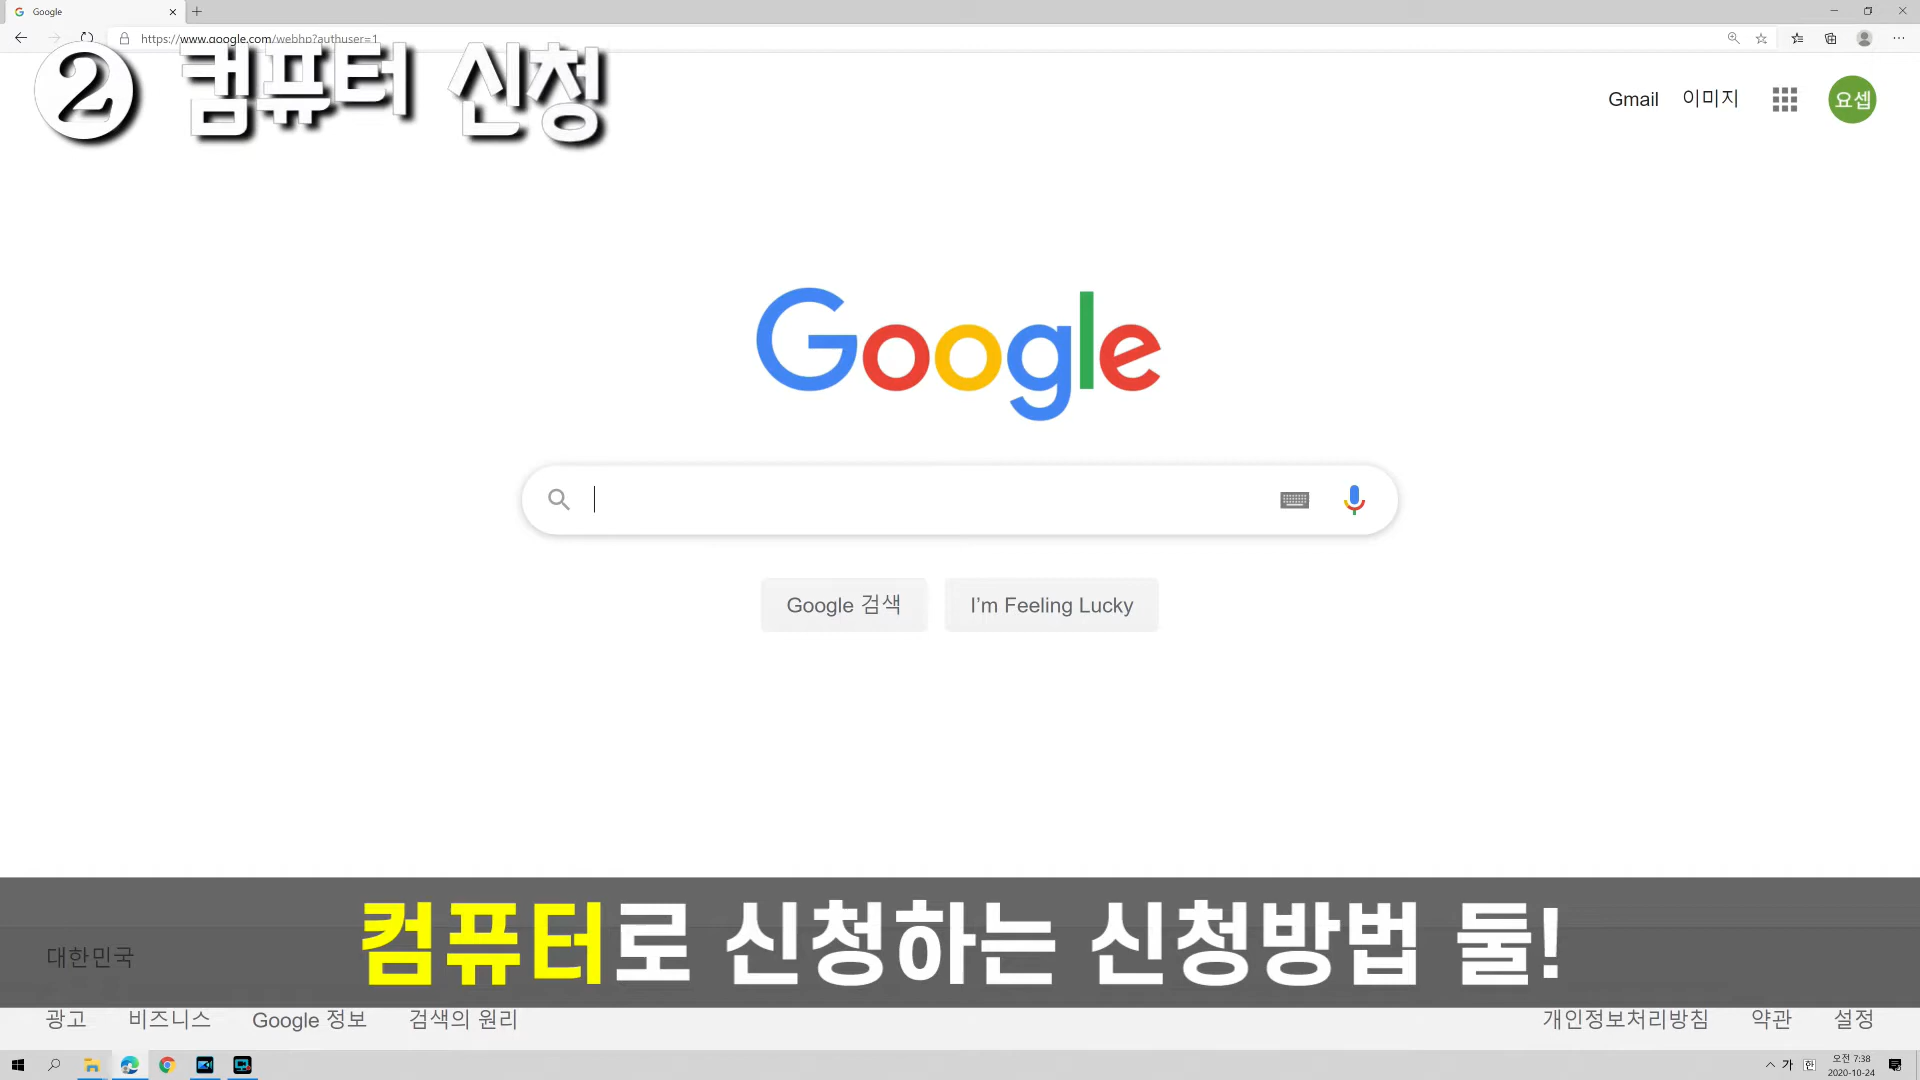 Google
https://www.google.com/webhp?authuser=1
② 컴퓨터 신청
Gmail 이미지
요셉
Google
Google 검색 I'm Feeling Lucky
컴퓨터로 신청하는 신청방법 둘!
대한민국
광고 비즈니스 Google 정보 검색의 원리 개인정보처리방침 약관 설정
가 한 오전 7:38
2020-10-24